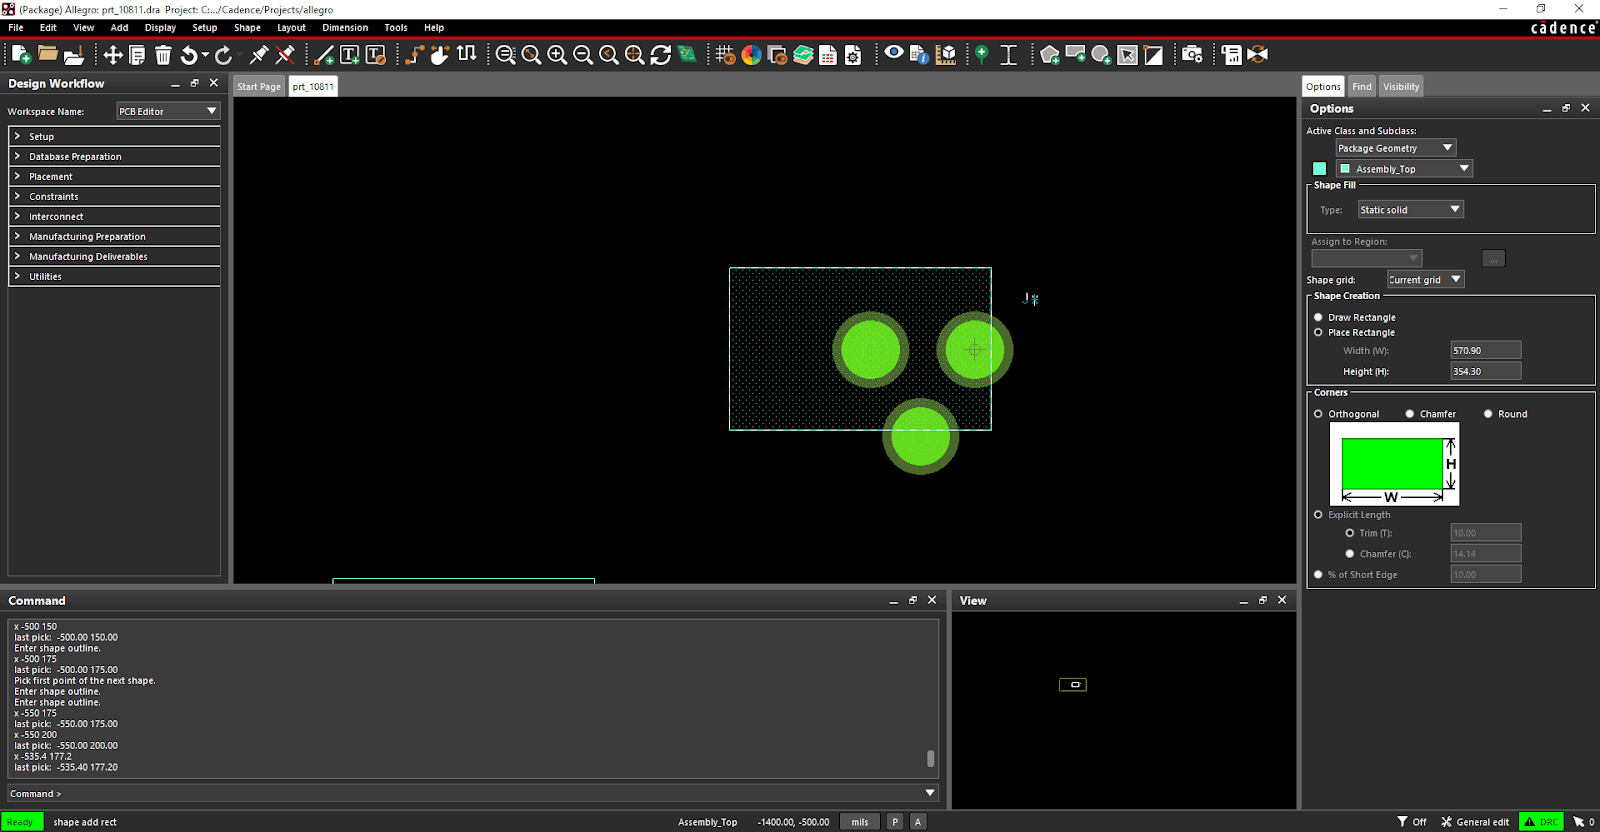 (Package) Allegro: prt_10811.dra  Project: C:.../Cadence/Projects/allegro
File Edit View Add Display Setup Shape Layout Dimension Tools Help
cādence
Design Workflow
Workspace Name: PCB Editor
> Setup
> Database Preparation
> Placement
> Constraints
> Interconnect
> Manufacturing Preparation
> Manufacturing Deliverables
> Utilities
Start Page prt_10811
Options Find Visibility
Options
Active Class and Subclass:
Package Geometry
Assembly_Top
Shape Fill
Type: Static solid
Assign to Region:
...
Shape grid: Current grid
Shape Creation
Draw Rectangle
Place Rectangle
Width (W): 570.90
Height (H): 354.30
Corners
Orthogonal Chamfer Round
H
W
Explicit Length
Trim (T): 10.00
Chamfer (C): 14.14
% of Short Edge 10.00
Command
x -500 150
last pick:  -500.00 150.00
Enter shape outline.
x -500 175
last pick:  -500.00 175.00
Pick first point of the next shape.
Enter shape outline.
Enter shape outline.
x -550 175
last pick:  -550.00 175.00
x -550 200
last pick:  -550.00 200.00
x -535.4 177.2
last pick:  -535.40 177.20
Command >
View
Ready shape add rect Assembly_Top -1400.00, -500.00 mils P A Off General edit DRC 0